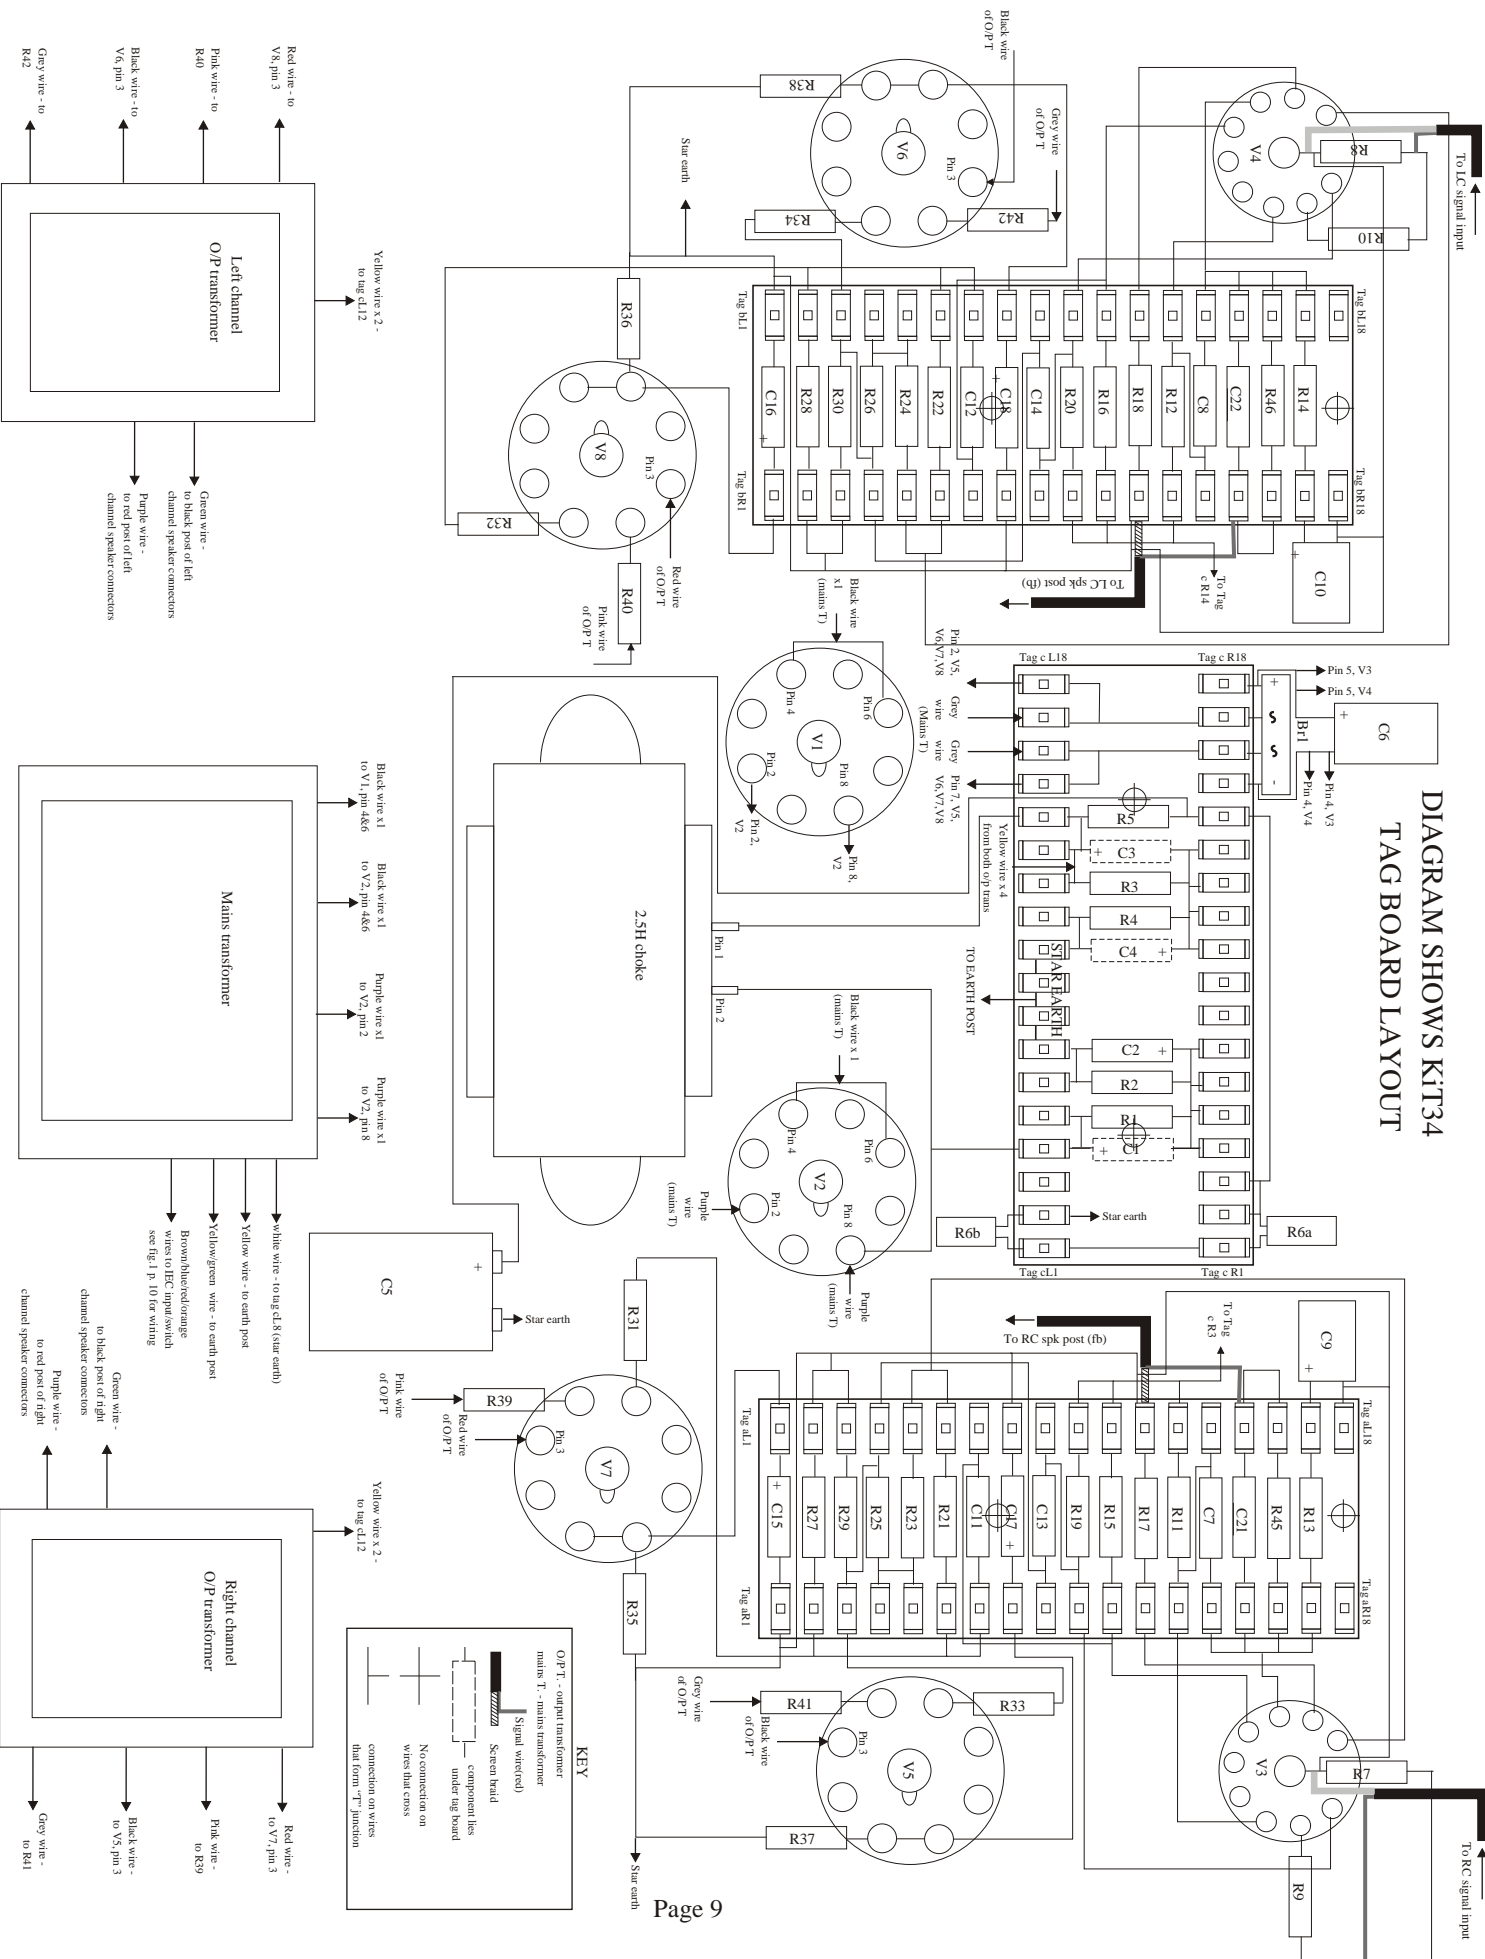 DIAGRAM SHOWS KiT34
TAG BOARD LAYOUT
To LC signal input
R8
R10
V4
Black wire
of O/P T
Grey wire
of O/P T
R38
V6
Pin 3
R34
R42
Star earth
Tag bL1
Tag bL18
C16
+
R28
R30
R26
R24
R22
C12
C18
+
C14
R20
R16
R18
R12
C8
C22
R46
R14
Tag bR1
Tag bR18
C10
+
To Tag
c R14
To LC spk post (fb)
R36
V8
Pin 3
R32
R40
Red wire
of O/P T
Pink wire
of O/P T
Red wire - to
V8, pin 3
Pink wire - to
R40
Black wire - to
V6, pin 3
Grey wire - to
R42
Left channel
O/P transformer
Yellow wire x 2 -
to tag cL12
Green wire -
to black post of left
channel speaker connectors
Purple wire -
to red post of left
channel speaker connectors
Black wire
x1
(mains T)
V1
Pin 4
Pin 6
Pin 2
Pin 8
Pin 2,
V2
Pin 8,
V2
Tag c L18
Tag c R18
Pin 2, V5,
V6,V7,V8
Grey
wire
(Mains T)
Grey
wire
Pin 7, V5,
V6,V7,V8
Yellow wire x 4
from both o/p trans
Pin 5, V3
Pin 5, V4
+
-
Br1
C6
+
Pin 4, V3
Pin 4, V4
R5
C3
+
R3
R4
C4
+
STAR EARTH
TO EARTH POST
C2
+
R2
R1
C1
+
Star earth
R6b
R6a
Tag cL1
Tag c R1
2.5H choke
Pin 1
Pin 2
Black wire x 1
(mains T)
V2
Pin 4
Pin 6
Pin 2
Pin 8
Purple
wire
(mains T)
Purple
wire
(mains T)
Mains transformer
Black wire x1
to V1, pin 4&6
Black wire x1
to V2, pin 4&6
Purple wire x1
to V2, pin 2
Purple wire x1
to V2, pin 8
white wire - to tag cL8 (star earth)
Yellow wire - to earth post
Yellow/green wire - to earth post
Brown/blue/red/orange
wires to IEC input/switch
see fig.1 p. 10 for wiring
C5
+
Star earth
To RC spk post (fb)
To Tag
c R3
C9
+
Tag aL1
Tag aL18
C15
+
R27
R29
R25
R23
R21
C11
C17
+
C13
R19
R15
R17
R11
C7
C21
R45
R13
Tag aR1
Tag aR18
R31
R39
V7
Pin 3
R35
Pink wire
of O/P T
Red wire
of O/P T
R41
R33
V5
Pin 3
R37
Grey wire
of O/P T
Black wire
of O/P T
Star earth
V3
R7
R9
To RC signal input
Green wire -
to black post of right
channel speaker connectors
Purple wire -
to red post of right
channel speaker connectors
Yellow wire x 2 -
to tag cL12
Right channel
O/P transformer
Red wire -
to V7, pin 3
Pink wire -
to R39
Black wire -
to V5, pin 3
Grey wire -
to R41
KEY
O/P T. - output transformer
mains T. - mains transformer
Signal wire(red)
Screen braid
component lies
under tag board
No connection on
wires that cross
connection on wires
that form "T" junction
Page 9